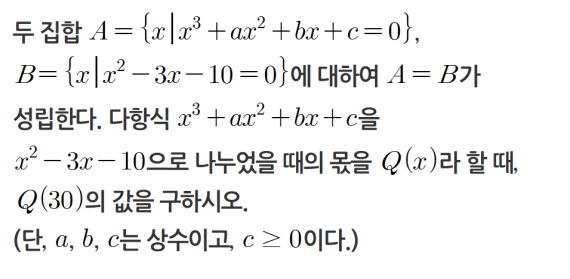 두 집합 A = {x|x³ + ax² + bx + c = 0},
B = {x|x² − 3x − 10 = 0}에 대하여 A = B가
성립한다. 다항식 x³ + ax² + bx + c을
x² − 3x − 10으로 나누었을 때의 몫을 Q(x)라 할 때,
Q(30)의 값을 구하시오.
(단, a, b, c는 상수이고, c ≥ 0이다.)